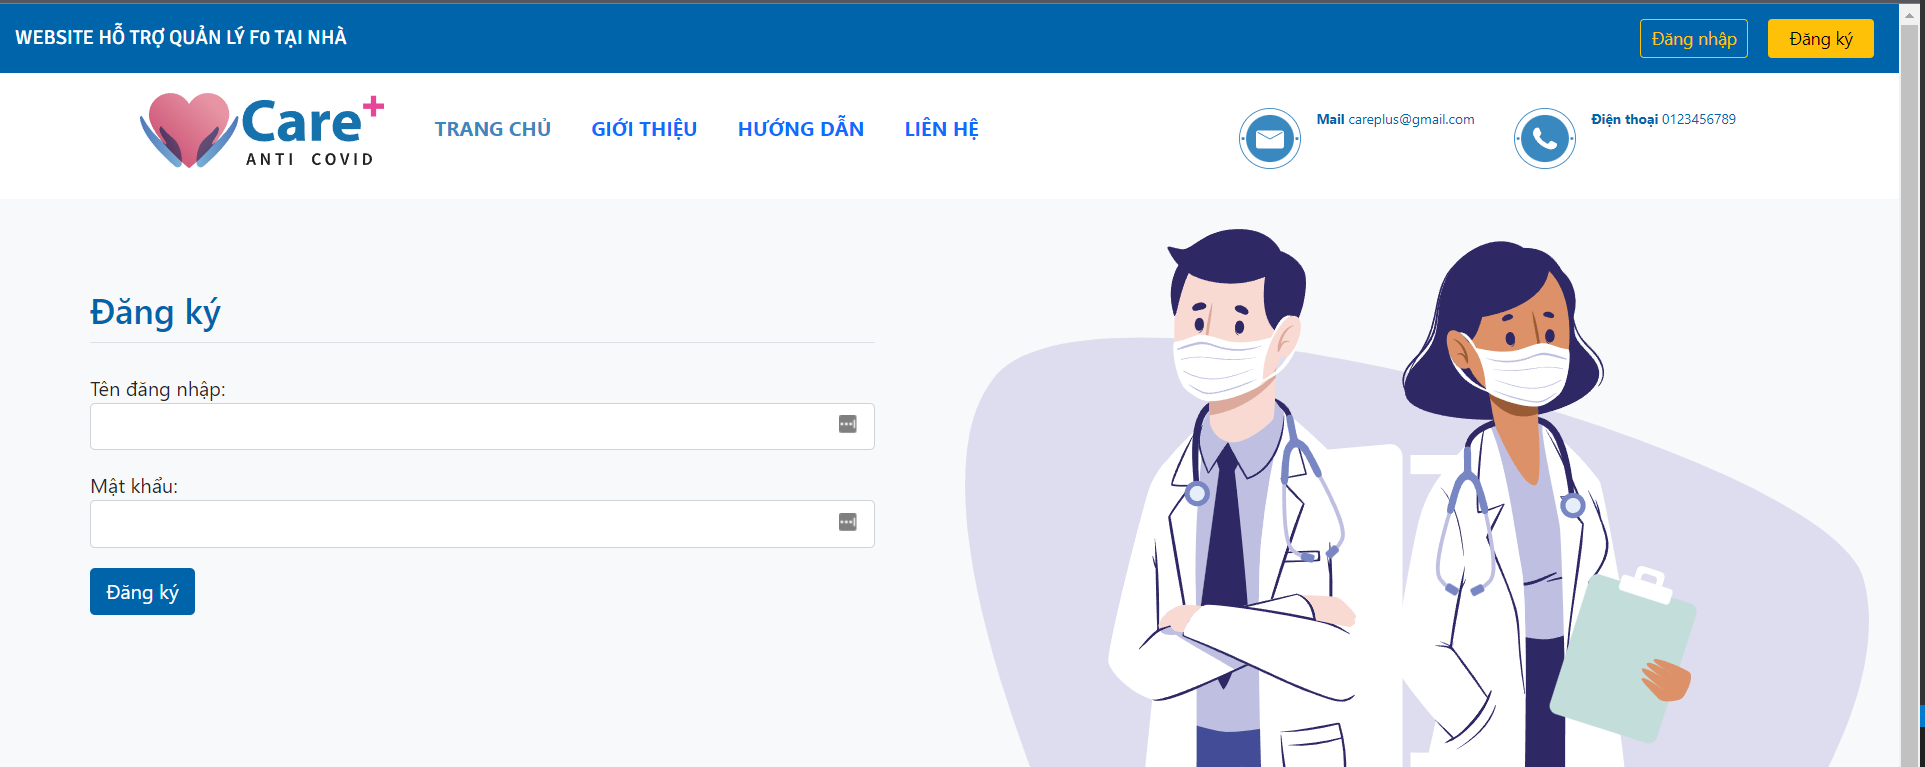 WEBSITE HỖ TRỢ QUẢN LÝ F0 TẠI NHÀ
Đăng nhập
Đăng ký
Care+
ANTI COVID
TRANG CHỦ
GIỚI THIỆU
HƯỚNG DẪN
LIÊN HỆ
Mail careplus@gmail.com
Điện thoại 0123456789
Đăng ký
Tên đăng nhập:
Mật khẩu:
Đăng ký